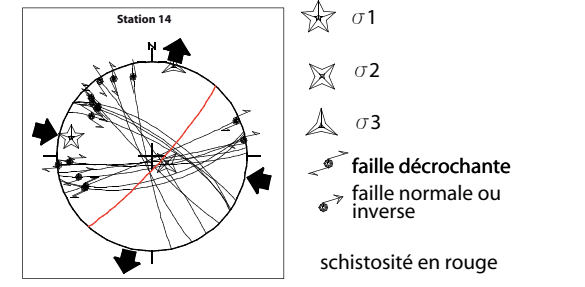 Station 14
N
σ1
σ2
σ3
faille décrochante
faille normale ou
inverse
schistosité en rouge